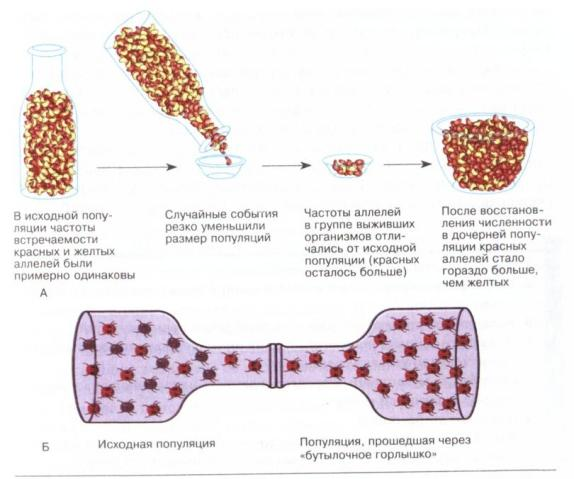 В исходной попу-
ляции частоты
встречаемости
красных и желтых
аллелей были
примерно одинаковы
Случайные события
резко уменьшили
размер популяций
Частоты аллелей
в группе выживших
организмов отли-
чались от исходной
популяции (красных
осталось больше)
После восстанов-
ления численности
в дочерней попу-
ляции красных
аллелей стало
гораздо больше,
чем желтых
А
Б
Исходная популяция
Популяция, прошедшая через
«бутылочное горлышко»